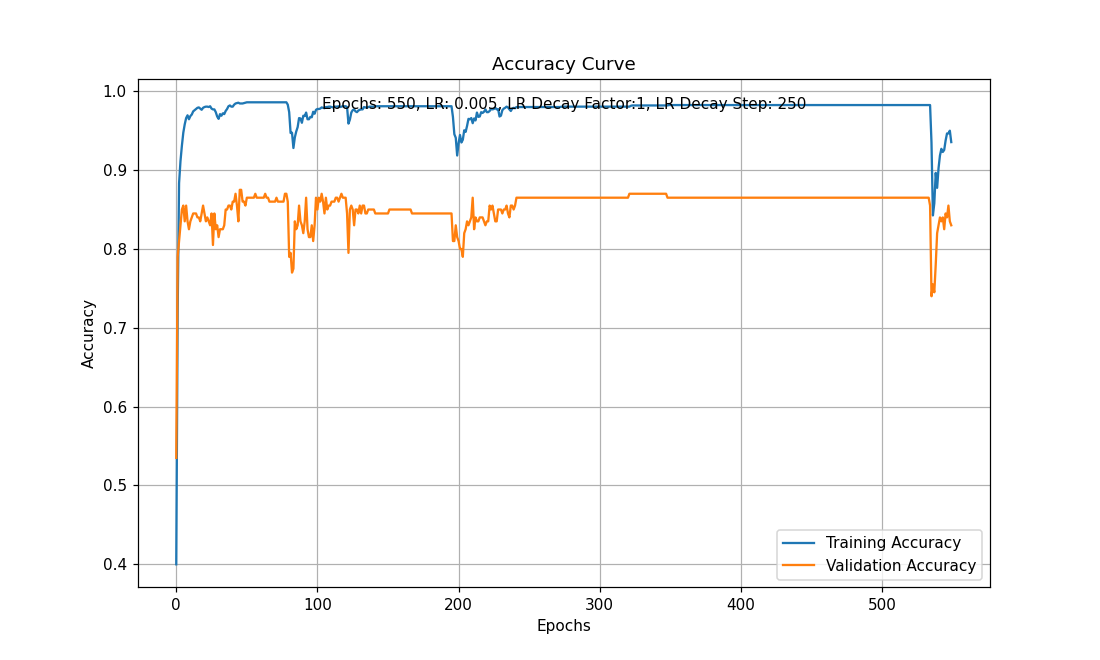 Accuracy Curve
Epochs: 550, LR: 0.005, LR Decay Factor:1, LR Decay Step: 250
1.0
0.9
0.8
0.7
0.6
0.5
0.4
Accuracy
Training Accuracy
Validation Accuracy
0 100 200 300 400 500
Epochs